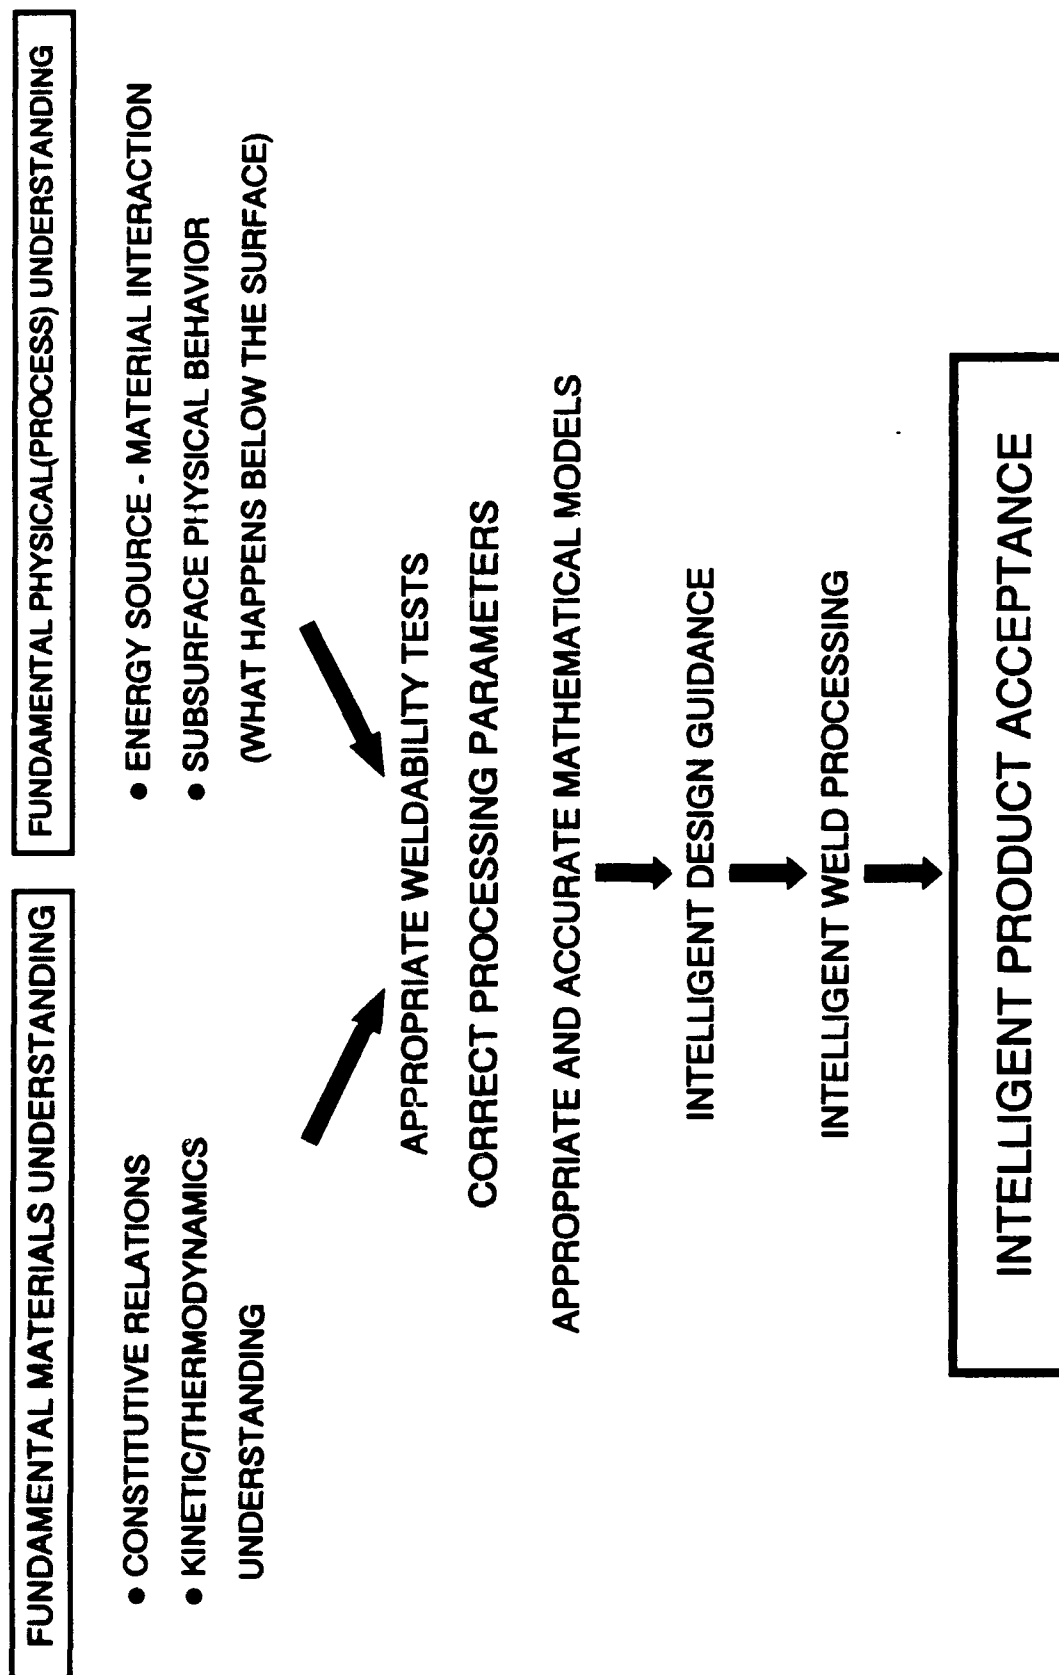 FUNDAMENTAL MATERIALS UNDERSTANDING
● CONSTITUTIVE RELATIONS
● KINETIC/THERMODYNAMICS
UNDERSTANDING
FUNDAMENTAL PHYSICAL(PROCESS) UNDERSTANDING
● ENERGY SOURCE - MATERIAL INTERACTION
● SUBSURFACE PHYSICAL BEHAVIOR
(WHAT HAPPENS BELOW THE SURFACE)
APPROPRIATE WELDABILITY TESTS
CORRECT PROCESSING PARAMETERS
APPROPRIATE AND ACCURATE MATHEMATICAL MODELS
INTELLIGENT DESIGN GUIDANCE
INTELLIGENT WELD PROCESSING
INTELLIGENT PRODUCT ACCEPTANCE